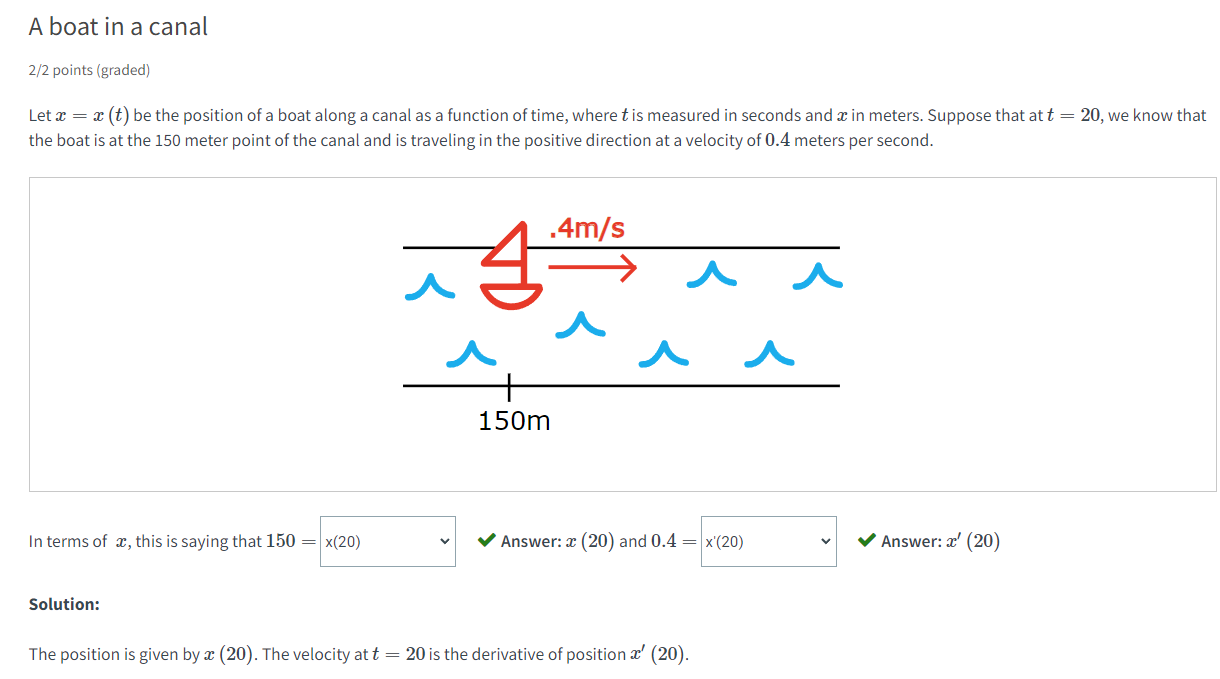 A boat in a canal
2/2 points (graded)
Let x = x (t) be the position of a boat along a canal as a function of time, where t is measured in seconds and x in meters. Suppose that at t = 20, we know that
the boat is at the 150 meter point of the canal and is traveling in the positive direction at a velocity of 0.4 meters per second.
.4m/s
150m
In terms of x, this is saying that 150 = x(20) Answer: x (20) and 0.4 = x'(20) Answer: x′ (20)
Solution:
The position is given by x (20). The velocity at t = 20 is the derivative of position x′ (20).